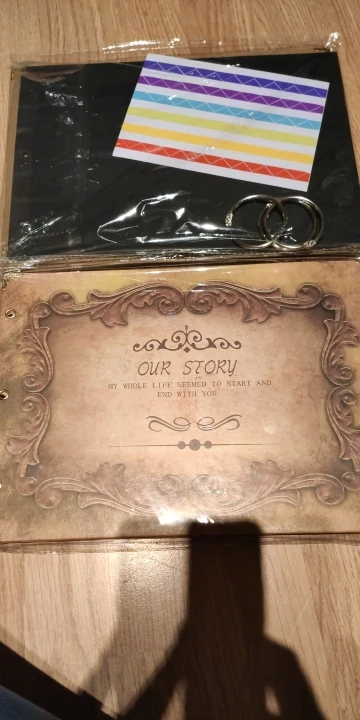 OUR STORY
MY WHOLE LIFE SEEMED TO START AND
END WITH YOU